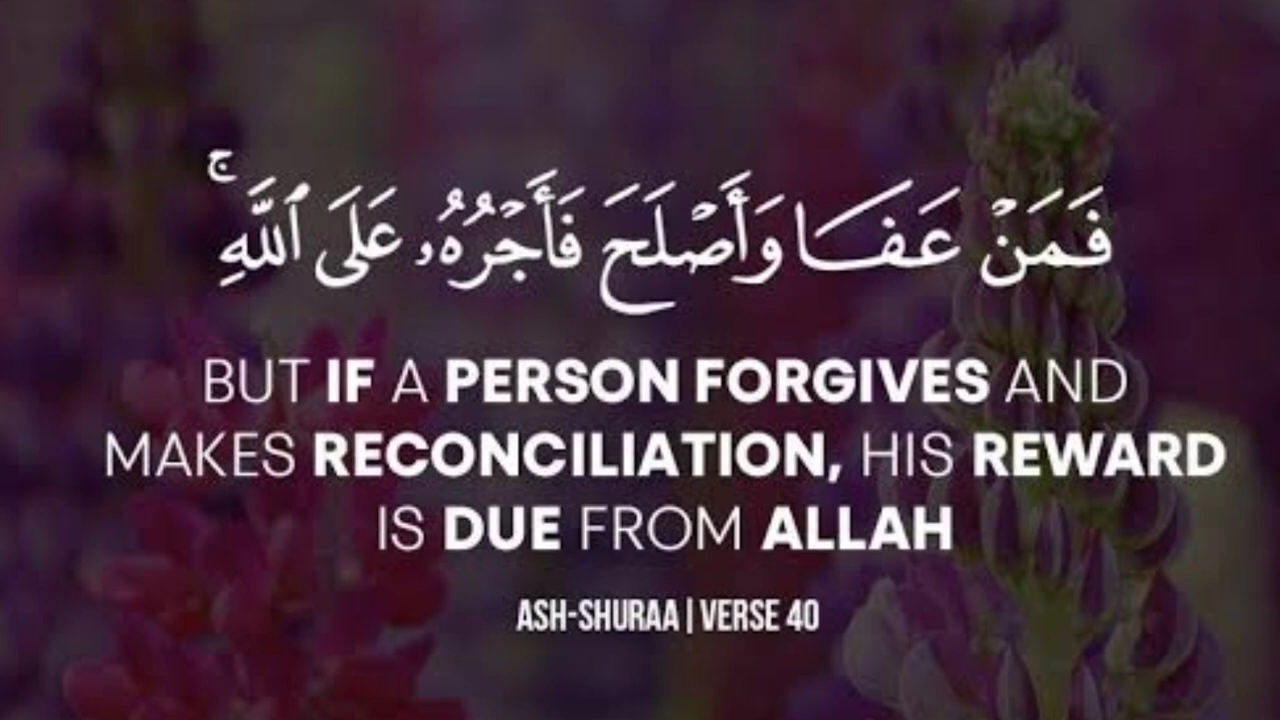 فَمَنْ عَفَا وَأَصْلَحَ فَأَجْرُهُۥ عَلَى ٱللَّهِ ۚ
BUT IF A PERSON FORGIVES AND
MAKES RECONCILIATION, HIS REWARD
IS DUE FROM ALLAH
ASH-SHURAA | VERSE 40